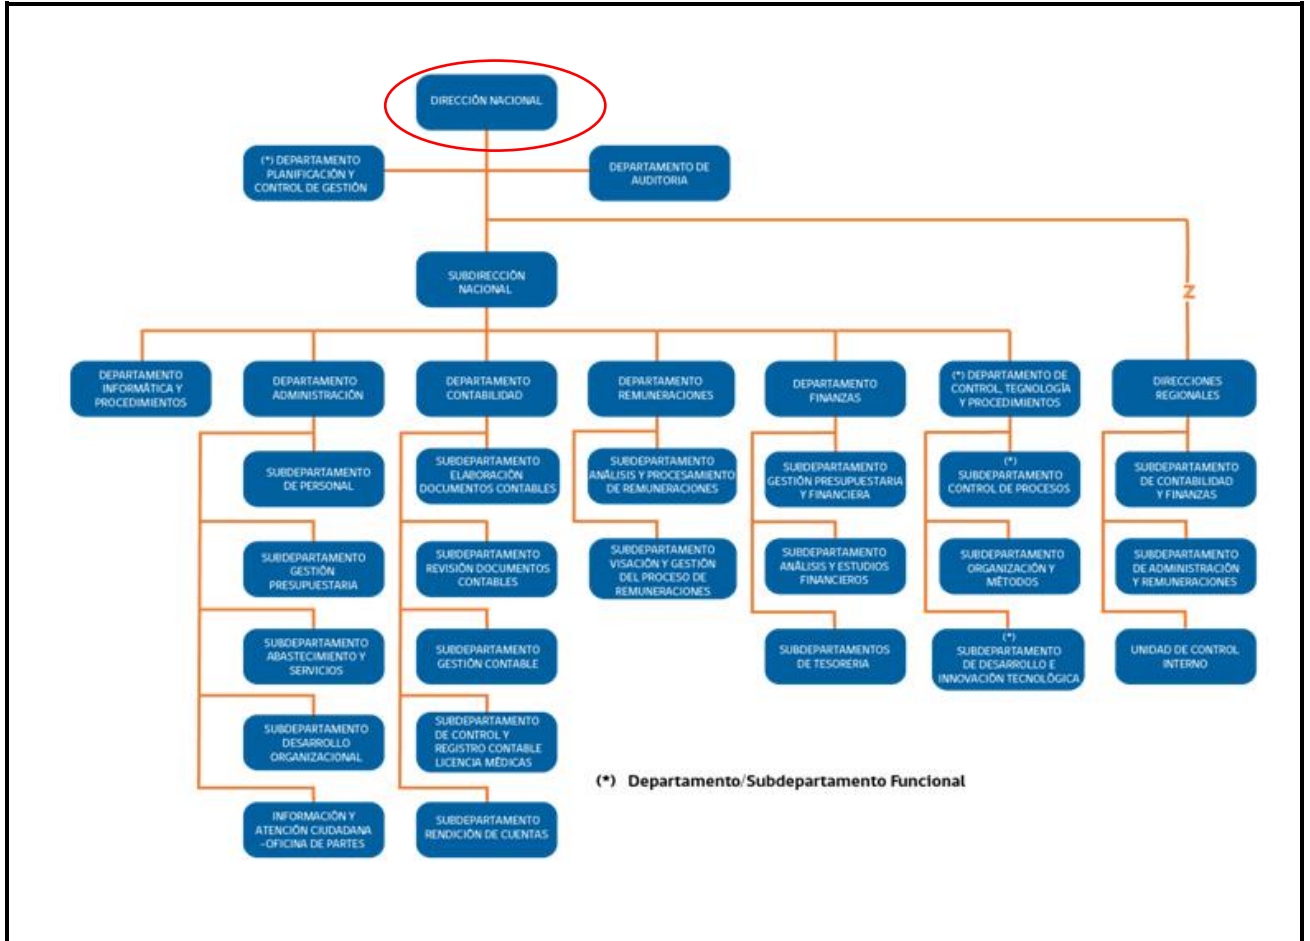 DIRECCIÓN NACIONAL
(*) DEPARTAMENTO
PLANIFICACIÓN Y
CONTROL DE GESTIÓN
DEPARTAMENTO DE
AUDITORIA
SUBDIRECCIÓN
NACIONAL
Z
DEPARTAMENTO
INFORMÁTICA Y
PROCEDIMIENTOS
DEPARTAMENTO
ADMINISTRACIÓN
DEPARTAMENTO
CONTABILIDAD
DEPARTAMENTO
REMUNERACIONES
DEPARTAMENTO
FINANZAS
(*) DEPARTAMENTO DE
CONTROL, TEGNOLOGÍA
Y PROCEDIMIENTOS
DIRECCIONES
REGIONALES
SUBDEPARTAMENTO
DE PERSONAL
SUBDEPARTAMENTO
ELABORACIÓN
DOCUMENTOS CONTABLES
SUBDEPARTAMENTO
ANÁLISIS Y PROCESAMIENTO
DE REMUNERACIONES
SUBDEPARTAMENTO
GESTIÓN PRESUPUESTARIA
Y FINANCIERA
(*)
SUBDEPARTAMENTO
CONTROL DE PROCESOS
SUBDEPARTAMENTO
DE CONTABILIDAD
Y FINANZAS
SUBDEPARTAMENTO
GESTIÓN
PRESUPUESTARIA
SUBDEPARTAMENTO
REVISIÓN DOCUMENTOS
CONTABLES
SUBDEPARTAMENTO
VISACIÓN Y GESTIÓN
DEL PROCESO DE
REMUNERACIONES
SUBDEPARTAMENTO
ANÁLISIS Y ESTUDIOS
FINANCIEROS
SUBDEPARTAMENTO
ORGANIZACIÓN Y
MÉTODOS
SUBDEPARTAMENTO
DE ADMINISTRACIÓN
Y REMUNERACIONES
SUBDEPARTAMENTO
ABASTECIMIENTO Y
SERVICIOS
SUBDEPARTAMENTO
GESTIÓN CONTABLE
SUBDEPARTAMENTOS
DE TESORERIA
(*)
SUBDEPARTAMENTO
DE DESARROLLO E
INNOVACIÓN TECNOLÓGICA
UNIDAD DE CONTROL
INTERNO
SUBDEPARTAMENTO
DESARROLLO
ORGANIZACIONAL
SUBDEPARTAMENTO
DE CONTROL Y
REGISTRO CONTABLE
LICENCIA MÉDICAS
(*) Departamento/Subdepartamento Funcional
INFORMACIÓN Y
ATENCIÓN CIUDADANA
-OFICINA DE PARTES
SUBDEPARTAMENTO
RENDICIÓN DE CUENTAS